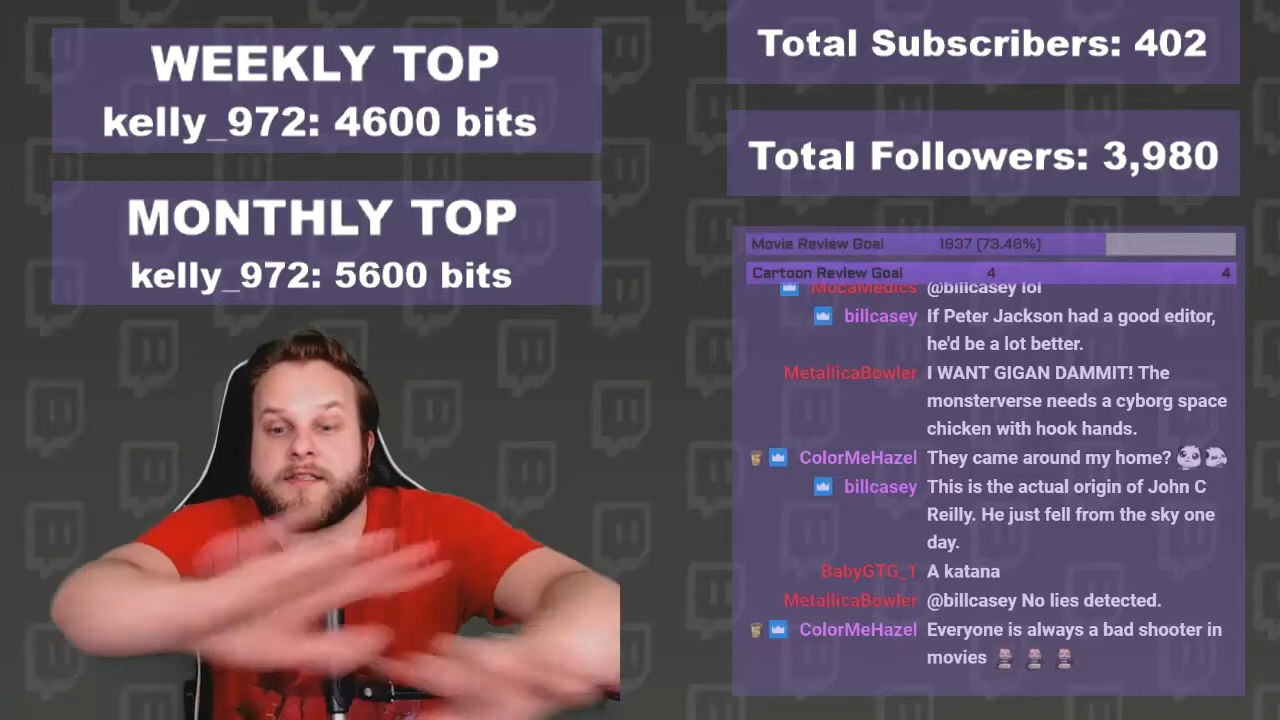 WEEKLY TOP
kelly_972: 4600 bits
MONTHLY TOP
kelly_972: 5600 bits
Total Subscribers: 402
Total Followers: 3,980
Movie Review Goal 1837 (73.48%)
Cartoon Review Goal 4 4
MocaMedics @billcasey lol
billcasey If Peter Jackson had a good editor,
he'd be a lot better.
MetallicaBowler I WANT GIGAN DAMMIT! The
monsterverse needs a cyborg space
chicken with hook hands.
ColorMeHazel They came around my home?
billcasey This is the actual origin of John C
Reilly. He just fell from the sky one
day.
BabyGTG_1 A katana
MetallicaBowler @billcasey No lies detected.
ColorMeHazel Everyone is always a bad shooter in
movies